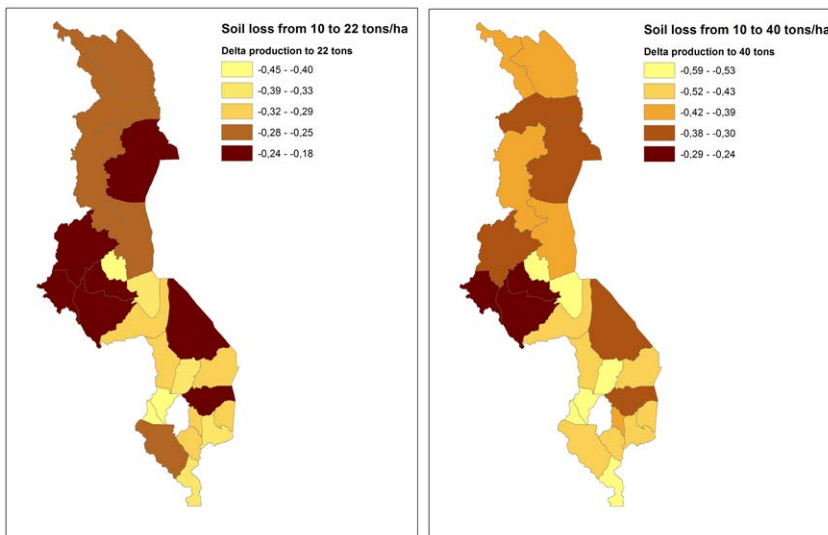 Soil loss from 10 to 22 tons/ha
Delta production to 22 tons
-0,45 - -0,40
-0,39 - -0,33
-0,32 - -0,29
-0,28 - -0,25
-0,24 - -0,18
Soil loss from 10 to 40 tons/ha
Delta production to 40 tons
-0,59 - -0,53
-0,52 - -0,43
-0,42 - -0,39
-0,38 - -0,30
-0,29 - -0,24